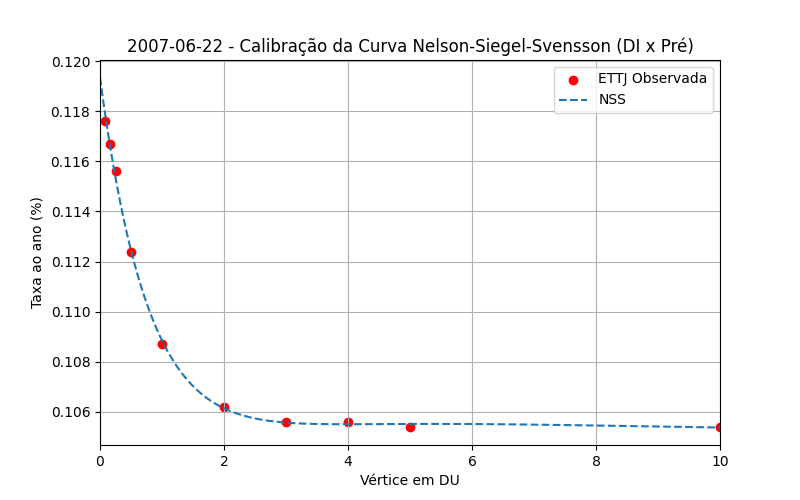 2007-06-22 - Calibração da Curva Nelson-Siegel-Svensson (DI x Pré)
ETTJ Observada
NSS
Taxa ao ano (%)
0.120
0.118
0.116
0.114
0.112
0.110
0.108
0.106
0 2 4 6 8 10
Vértice em DU